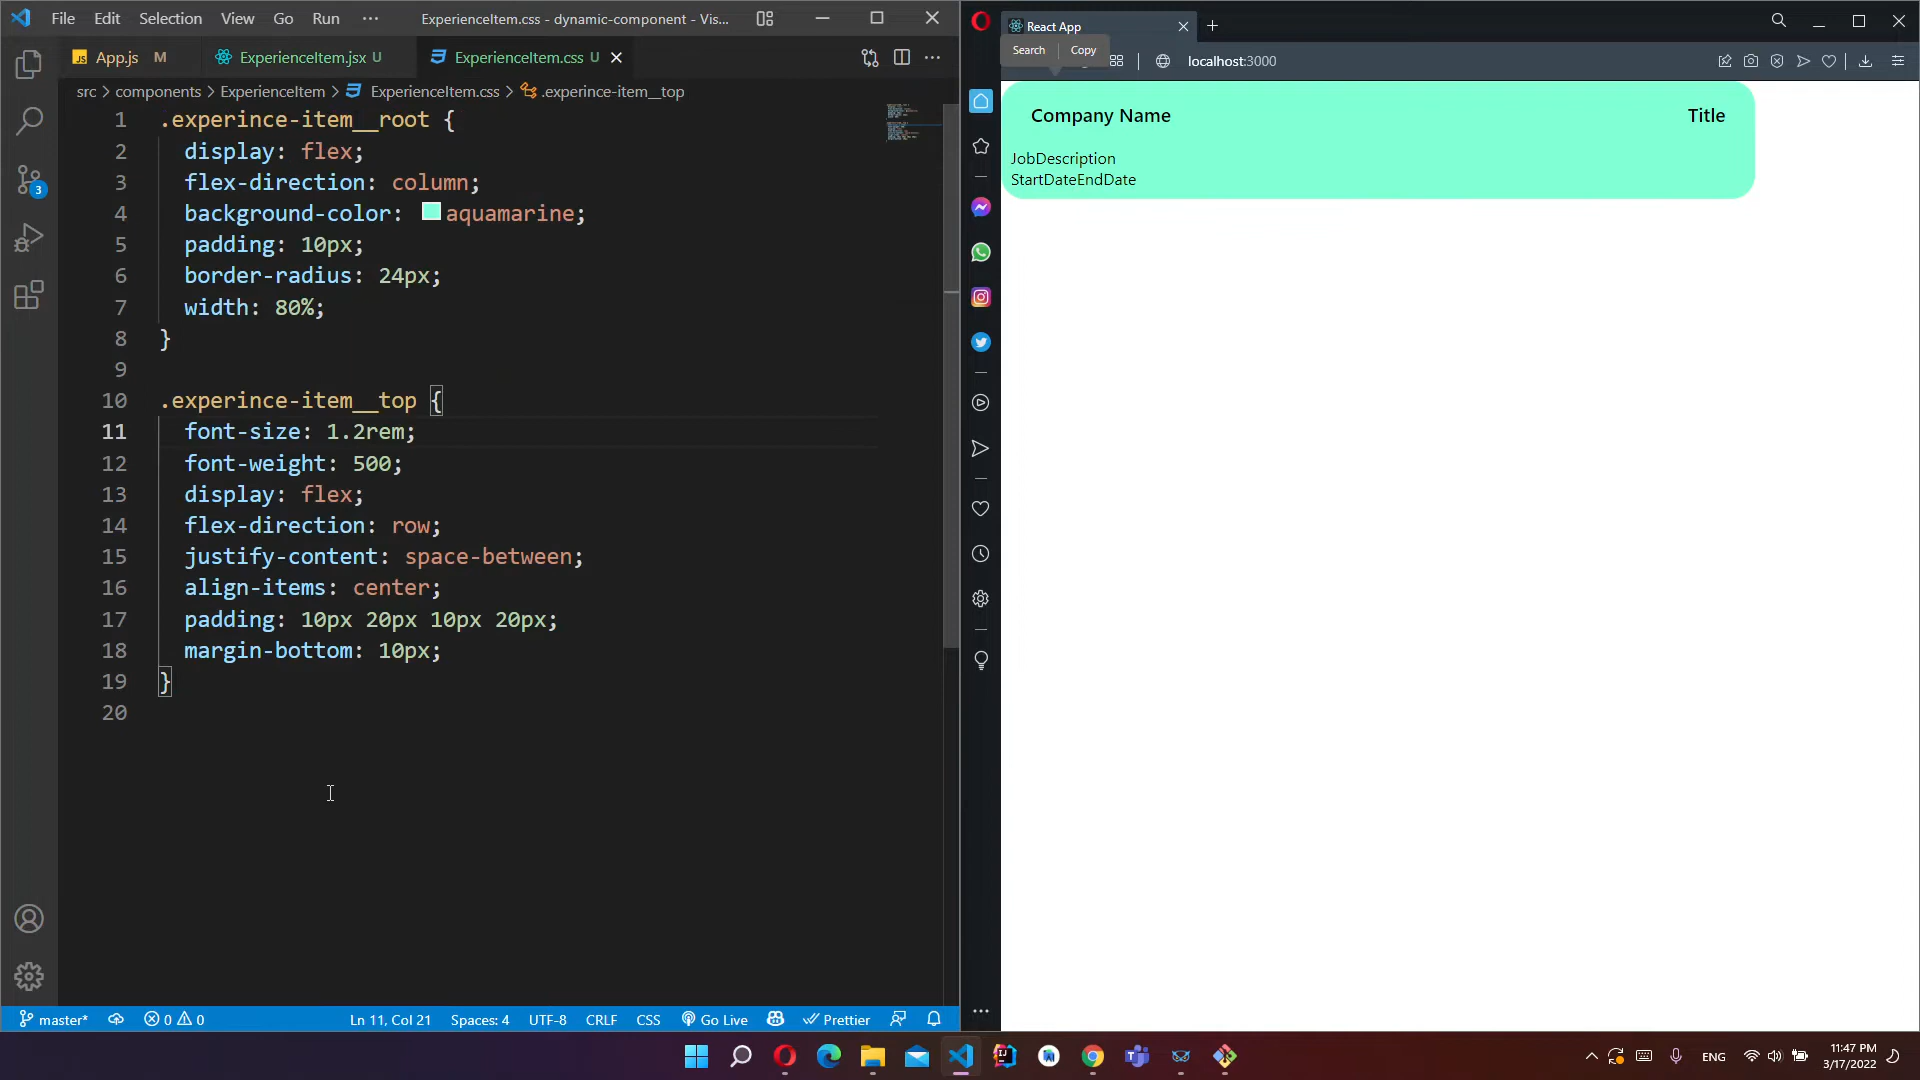 File Edit Selection View Go Run ··· ExperienceItem.css - dynamic-component - Vis...
App.js M ExperienceItem.jsx U ExperienceItem.css U
src > components > ExperienceItem > ExperienceItem.css > .experince-item__top
1 .experince-item__root {
2 display: flex;
3 flex-direction: column;
4 background-color: aquamarine;
5 padding: 10px;
6 border-radius: 24px;
7 width: 80%;
8 }
9
10 .experince-item__top {
11 font-size: 1.2rem;
12 font-weight: 500;
13 display: flex;
14 flex-direction: row;
15 justify-content: space-between;
16 align-items: center;
17 padding: 10px 20px 10px 20px;
18 margin-bottom: 10px;
19 }
20
3
master* 0 0 Ln 11, Col 21 Spaces: 4 UTF-8 CRLF CSS Go Live Prettier
React App
Search Copy
localhost:3000
Company Name Title
JobDescription
StartDateEndDate
ENG 11:47 PM
3/17/2022